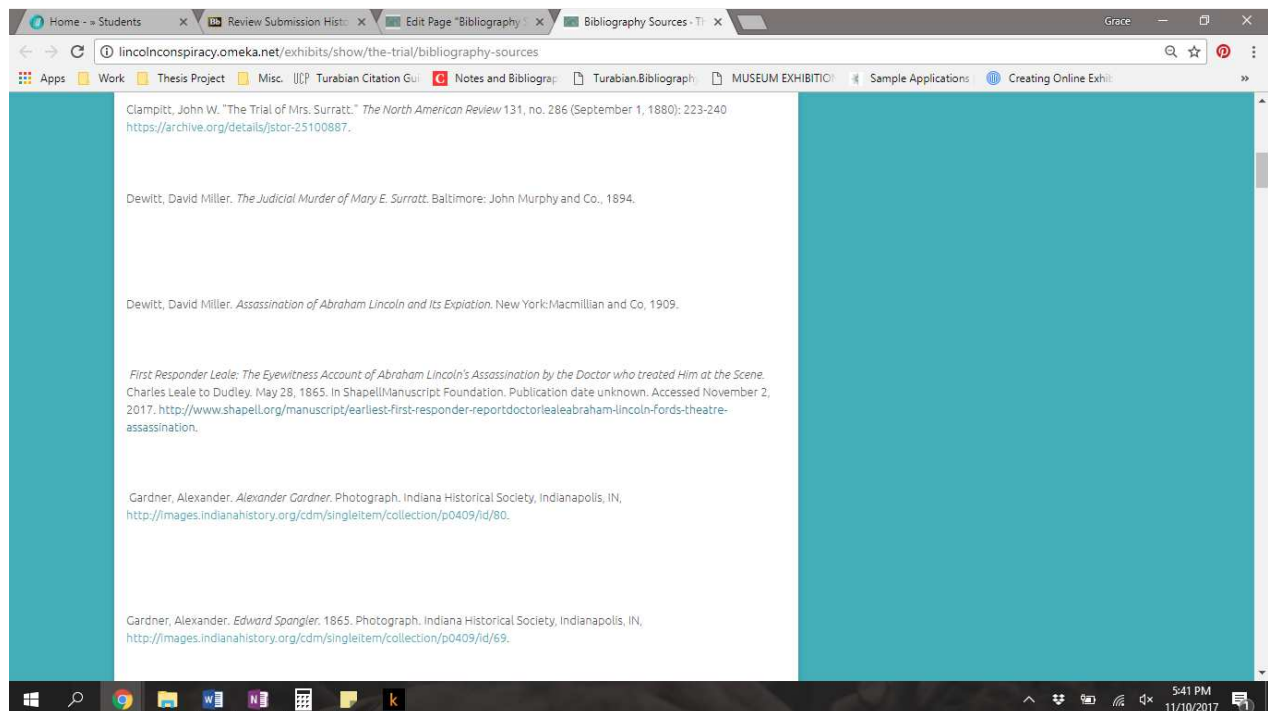 Home - » Students
Review Submission Histo
Edit Page "Bibliography S
Bibliography Sources - Th
Grace
lincolnconspiracy.omeka.net/exhibits/show/the-trial/bibliography-sources
Apps Work Thesis Project Misc. UCP Turabian Citation Gui C Notes and Bibliograp Turabian.Bibliograph MUSEUM EXHIBITION Sample Applications Creating Online Exhib »
Clampitt, John W. "The Trial of Mrs. Surratt." The North American Review 131, no. 286 (September 1, 1880): 223-240
https://archive.org/details/jstor-25100887.
Dewitt, David Miller. The Judicial Murder of Mary E. Surratt. Baltimore: John Murphy and Co., 1894.
Dewitt, David Miller. Assassination of Abraham Lincoln and Its Expiation. New York:Macmillian and Co, 1909.
First Responder Leale: The Eyewitness Account of Abraham Lincoln's Assassination by the Doctor who treated Him at the Scene.
Charles Leale to Dudley. May 28, 1865. In ShapellManuscript Foundation. Publication date unknown. Accessed November 2,
2017. http://www.shapell.org/manuscript/earliest-first-responder-reportdoctorlealeabraham-lincoln-fords-theatre-
assassination.
Gardner, Alexander. Alexander Gardner. Photograph. Indiana Historical Society, Indianapolis, IN,
http://images.indianahistory.org/cdm/singleitem/collection/p0409/id/80.
Gardner, Alexander. Edward Spangler. 1865. Photograph. Indiana Historical Society, Indianapolis, IN,
http://images.indianahistory.org/cdm/singleitem/collection/p0409/id/69.
5:41 PM
11/10/2017